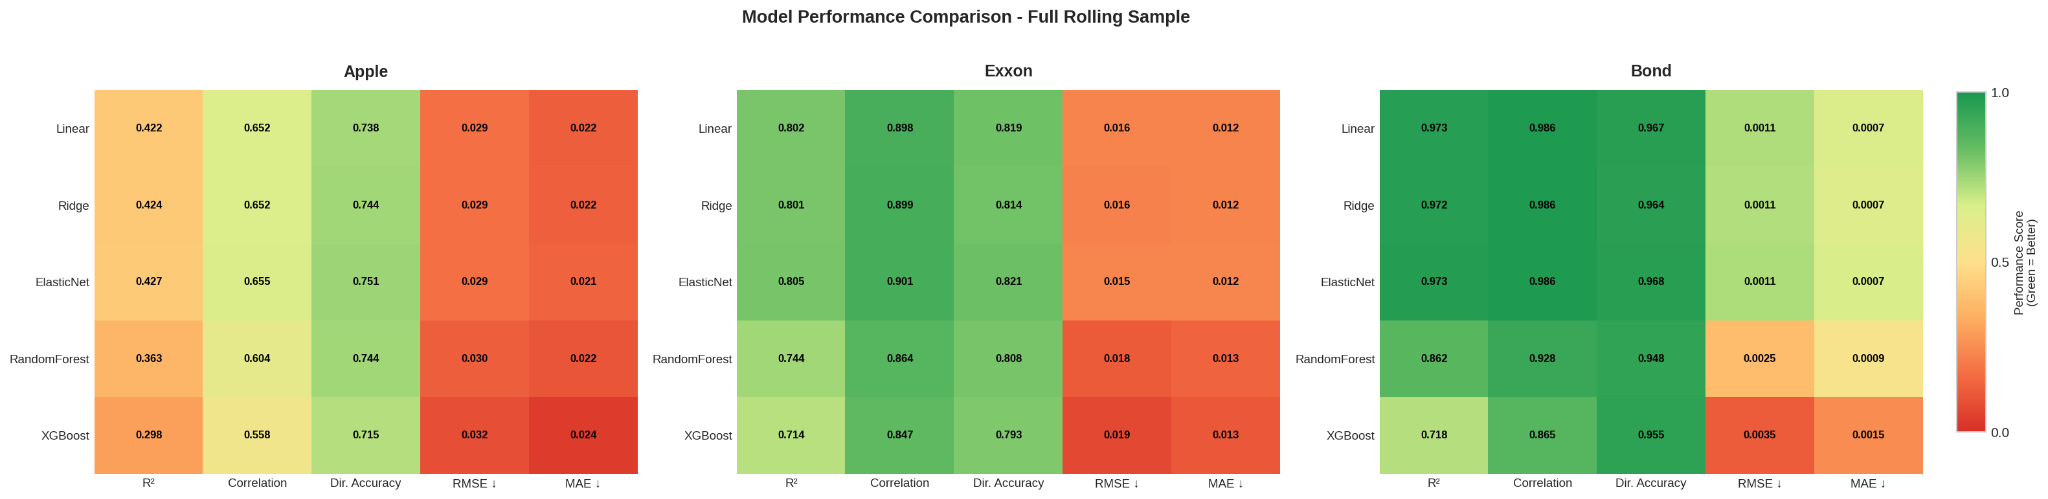 Model Performance Comparison - Full Rolling Sample
Apple
Linear 0.422 0.652 0.738 0.029 0.022
Ridge 0.424 0.652 0.744 0.029 0.022
ElasticNet 0.427 0.655 0.751 0.029 0.021
RandomForest 0.363 0.604 0.744 0.030 0.022
XGBoost 0.298 0.558 0.715 0.032 0.024
R² Correlation Dir. Accuracy RMSE ↓ MAE ↓
Exxon
Linear 0.802 0.898 0.819 0.016 0.012
Ridge 0.801 0.899 0.814 0.016 0.012
ElasticNet 0.805 0.901 0.821 0.015 0.012
RandomForest 0.744 0.864 0.808 0.018 0.013
XGBoost 0.714 0.847 0.793 0.019 0.013
R² Correlation Dir. Accuracy RMSE ↓ MAE ↓
Bond
Linear 0.973 0.986 0.967 0.0011 0.0007
Ridge 0.972 0.986 0.964 0.0011 0.0007
ElasticNet 0.973 0.986 0.968 0.0011 0.0007
RandomForest 0.862 0.928 0.948 0.0025 0.0009
XGBoost 0.718 0.865 0.955 0.0035 0.0015
R² Correlation Dir. Accuracy RMSE ↓ MAE ↓
1.0
0.5
0.0
Performance Score
(Green = Better)